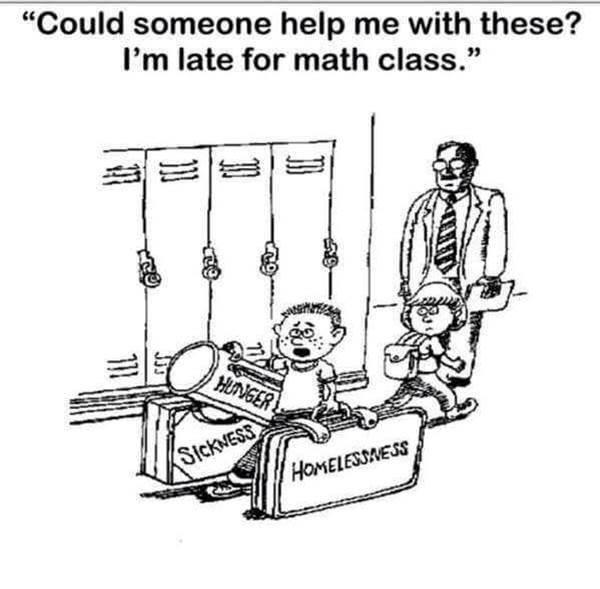 “Could someone help me with these?
I’m late for math class.”
HUNGER
SICKNESS
HOMELESSNESS